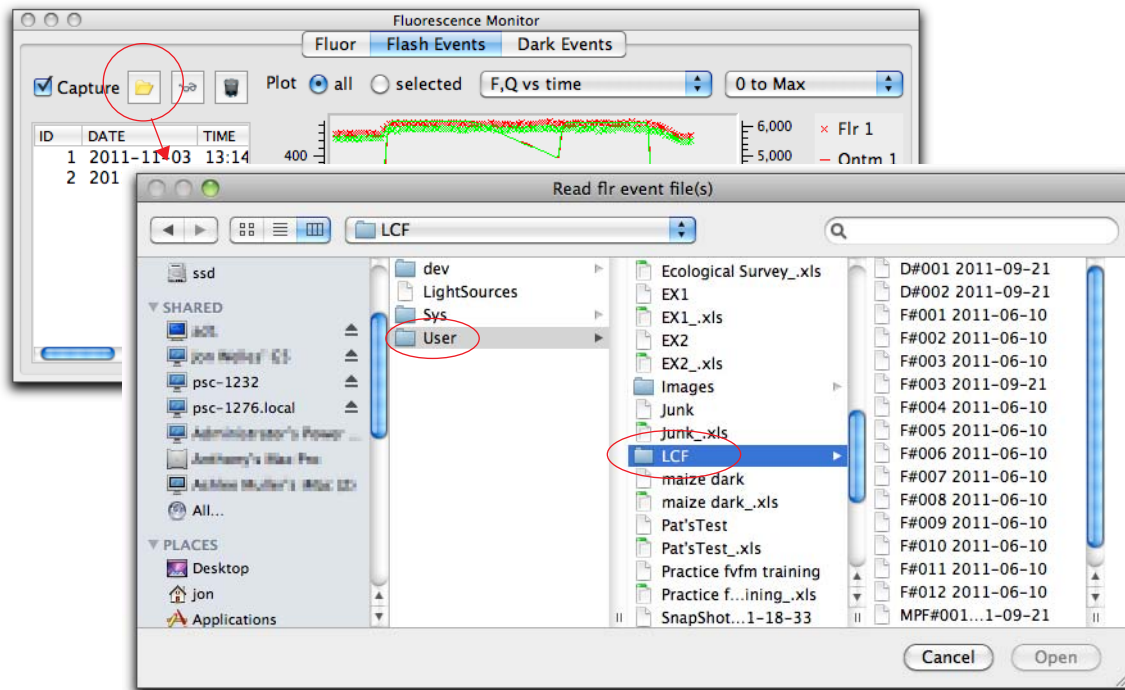 Fluorescence Monitor
Fluor Flash Events Dark Events
Capture Plot all selected F,Q vs time 0 to Max
ID DATE TIME
1 2011-11-03 13:14
2 201
400
6,000
5,000
Flr 1
Qntm 1
Read flr event file(s)
LCF
ssd
SHARED
psc-1232
psc-1276.local
All...
PLACES
Desktop
jon
Applications
dev
LightSources
Sys
User
Ecological Survey_.xls
EX1
EX1_.xls
EX2
EX2_.xls
Images
Junk
Junk_.xls
LCF
maize dark
maize dark_.xls
Pat'sTest
Pat'sTest_.xls
Practice fvfm training
Practice f...ining_.xls
SnapShot...1-18-33
D#001 2011-09-21
D#002 2011-09-21
F#001 2011-06-10
F#002 2011-06-10
F#003 2011-06-10
F#003 2011-09-21
F#004 2011-06-10
F#005 2011-06-10
F#006 2011-06-10
F#007 2011-06-10
F#008 2011-06-10
F#009 2011-06-10
F#010 2011-06-10
F#011 2011-06-10
F#012 2011-06-10
MPF#001...1-09-21
Cancel Open